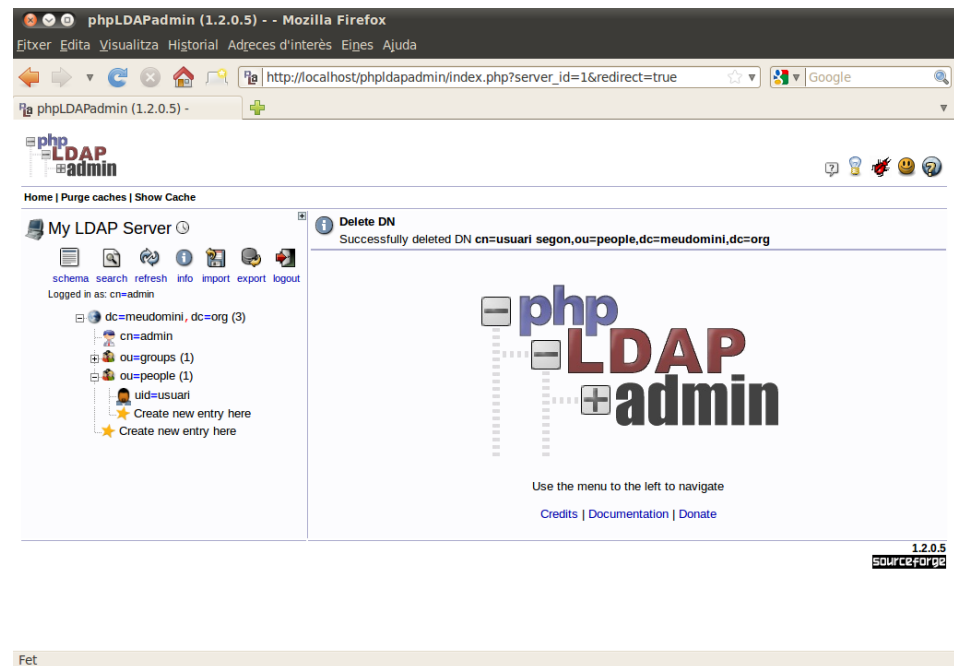 phpLDAPadmin (1.2.0.5) - - Mozilla Firefox
Fitxer Edita Visualitza Historial Adreces d'interès Eines Ajuda
http://localhost/phpldapadmin/index.php?server_id=1&redirect=true Google
phpLDAPadmin (1.2.0.5) -
php
LDAP
admin
Home | Purge caches | Show Cache
My LDAP Server
schema search refresh info import export logout
Logged in as: cn=admin
dc=meudomini, dc=org (3)
cn=admin
ou=groups (1)
ou=people (1)
uid=usuari
Create new entry here
Create new entry here
Delete DN
Successfully deleted DN cn=usuari segon,ou=people,dc=meudomini,dc=org
php
LDAP
admin
Use the menu to the left to navigate
Credits | Documentation | Donate
1.2.0.5
sourceforge
Fet